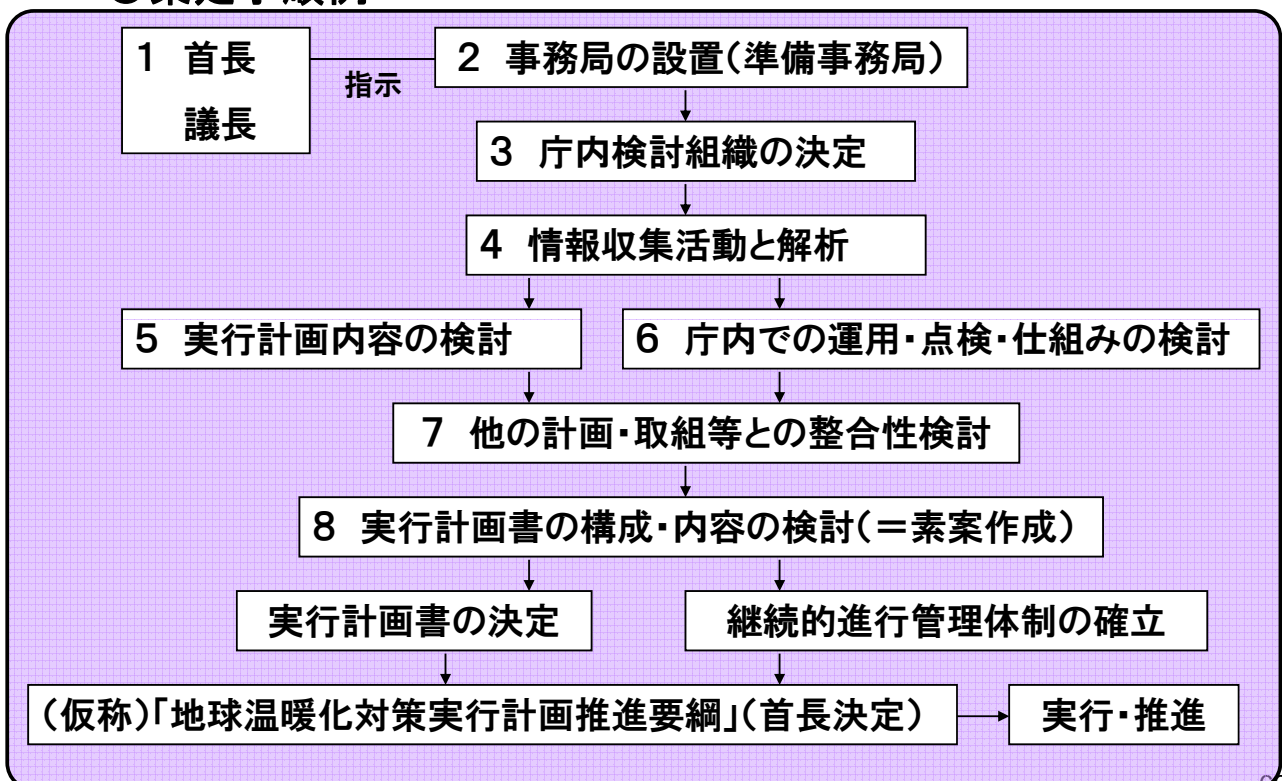 1 首長
議長
指示
2 事務局の設置(準備事務局)
3 庁内検討組織の決定
4 情報収集活動と解析
5 実行計画内容の検討
6 庁内での運用・点検・仕組みの検討
7 他の計画・取組等との整合性検討
8 実行計画書の構成・内容の検討(=素案作成)
実行計画書の決定
継続的進行管理体制の確立
(仮称)「地球温暖化対策実行計画推進要綱」(首長決定)
実行・推進